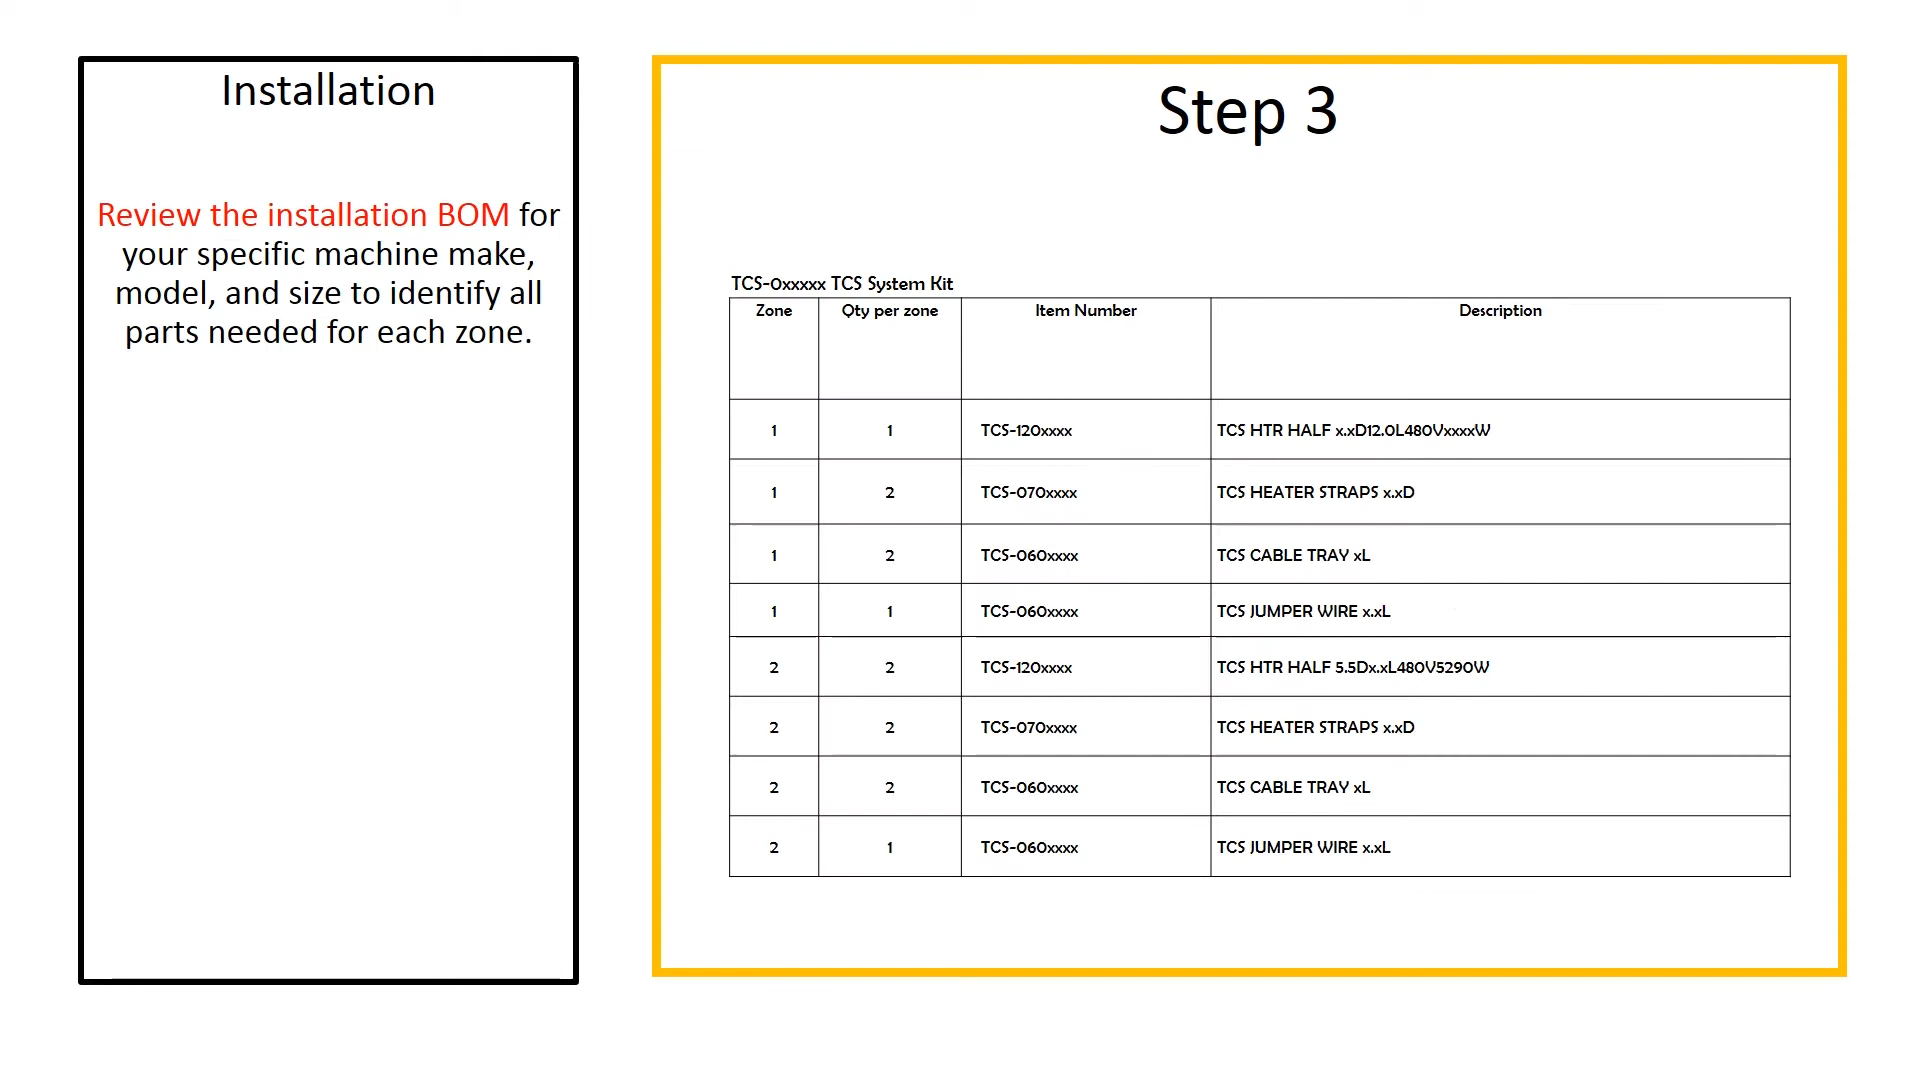 Installation
Review the installation BOM for
your specific machine make,
model, and size to identify all
parts needed for each zone.
Step 3
TCS-0xxxxx TCS System Kit
Zone Qty per zone Item Number Description
1 1 TCS-120xxxx TCS HTR HALF x.xD12.0L480VxxxxW
1 2 TCS-070xxxx TCS HEATER STRAPS x.xD
1 2 TCS-060xxxx TCS CABLE TRAY xL
1 1 TCS-060xxxx TCS JUMPER WIRE x.xL
2 2 TCS-120xxxx TCS HTR HALF 5.5Dx.xL480V5290W
2 2 TCS-070xxxx TCS HEATER STRAPS x.xD
2 2 TCS-060xxxx TCS CABLE TRAY xL
2 1 TCS-060xxxx TCS JUMPER WIRE x.xL